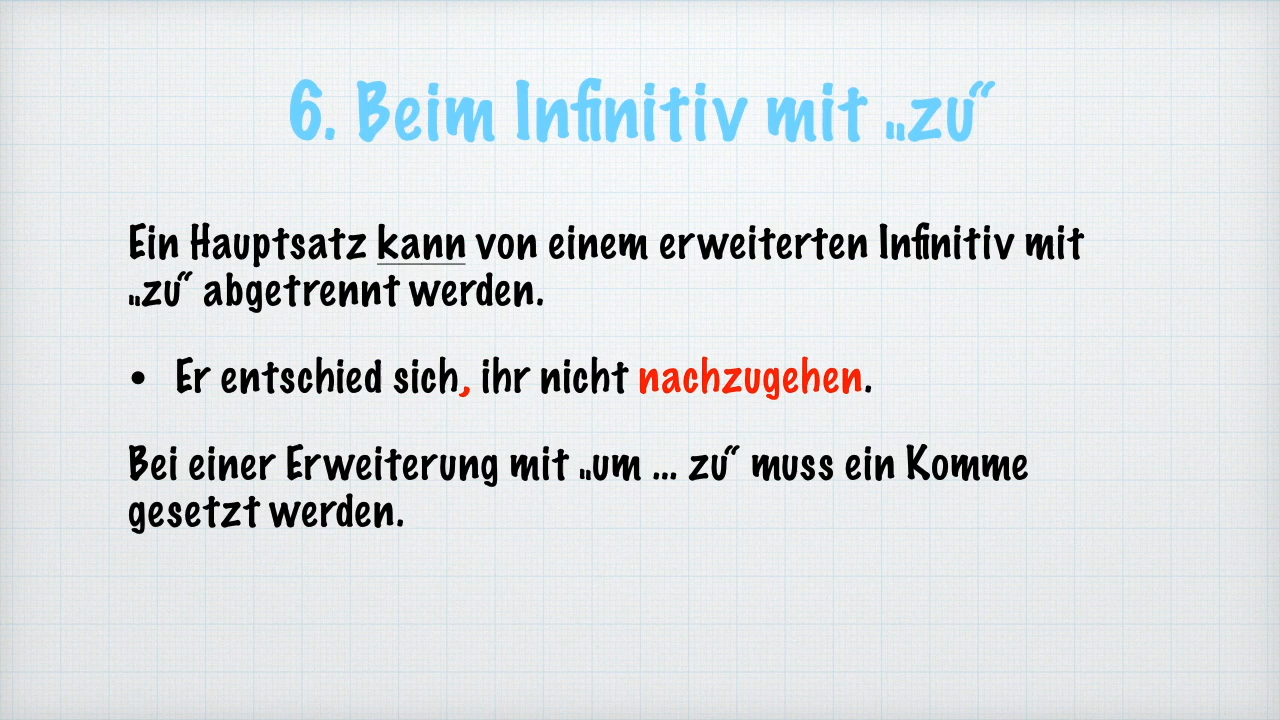 6. Beim Infinitiv mit „zu“
Ein Hauptsatz kann von einem erweiterten Infinitiv mit
„zu“ abgetrennt werden.
• Er entschied sich, ihr nicht nachzugehen.
Bei einer Erweiterung mit „um ... zu“ muss ein Komme
gesetzt werden.